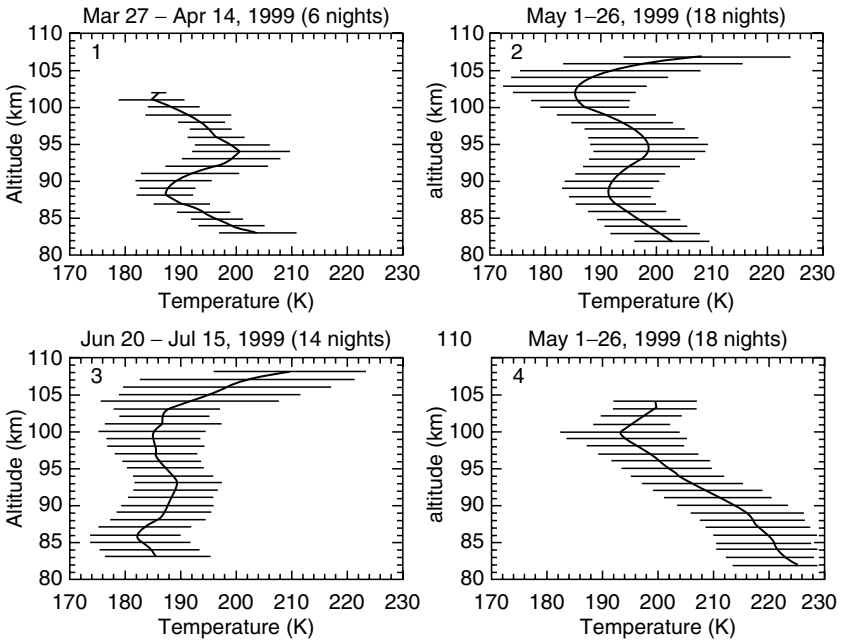 Mar 27 – Apr 14, 1999 (6 nights)
110
105
100
95
90
85
80
Altitude (km)
1
170 180 190 200 210 220 230
Temperature (K)
May 1–26, 1999 (18 nights)
110
105
100
95
90
85
80
altitude (km)
2
170 180 190 200 210 220 230
Temperature (K)
Jun 20 – Jul 15, 1999 (14 nights)
110
105
100
95
90
85
80
Altitude (km)
3
170 180 190 200 210 220 230
Temperature (K)
May 1–26, 1999 (18 nights)
110
105
100
95
90
85
80
altitude (km)
4
170 180 190 200 210 220 230
Temperature (K)